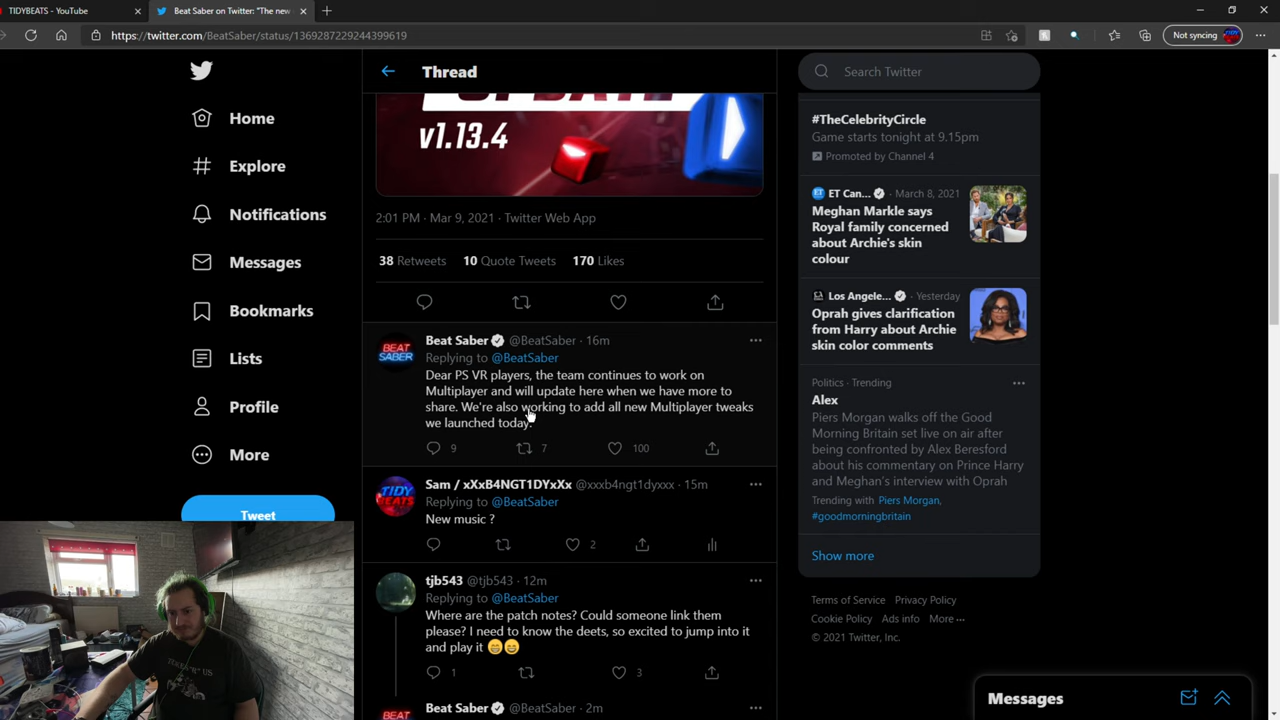 TIDYBEATS - YouTube
Beat Saber on Twitter: "The new
https://twitter.com/BeatSaber/status/1369287229244399619
Not syncing
Home
Explore
Notifications
Messages
Bookmarks
Lists
Profile
More
Tweet
Thread
UPDATE
v1.13.4
2:01 PM · Mar 9, 2021 · Twitter Web App
38 Retweets 10 Quote Tweets 170 Likes
Beat Saber @BeatSaber · 16m
Replying to @BeatSaber
Dear PS VR players, the team continues to work on
Multiplayer and will update here when we have more to
share. We're also working to add all new Multiplayer tweaks
we launched today.
9 7 100
Sam / xXxB4NGT1DYxXx @xxxb4ngt1dyxxx · 15m
Replying to @BeatSaber
New music ?
2
tjb543 @tjb543 · 12m
Replying to @BeatSaber
Where are the patch notes? Could someone link them
please? I need to know the deets, so excited to jump into it
and play it 😄😄
1 3
Beat Saber @BeatSaber · 2m
BEAT
SABER
TIDY
BEATS
BEAT
Search Twitter
#TheCelebrityCircle
Game starts tonight at 9.15pm
Promoted by Channel 4
ET Can... · March 8, 2021
Meghan Markle says
Royal family concerned
about Archie's skin
colour
Los Angele... · Yesterday
Oprah gives clarification
from Harry about Archie
skin color comments
Politics · Trending
Alex
Piers Morgan walks off the Good
Morning Britain set live on air after
being confronted by Alex Beresford
about his commentary on Prince Harry
and Meghan's interview with Oprah
Trending with Piers Morgan,
#goodmorningbritain
Show more
Terms of Service Privacy Policy
Cookie Policy Ads info More ···
© 2021 Twitter, Inc.
Messages